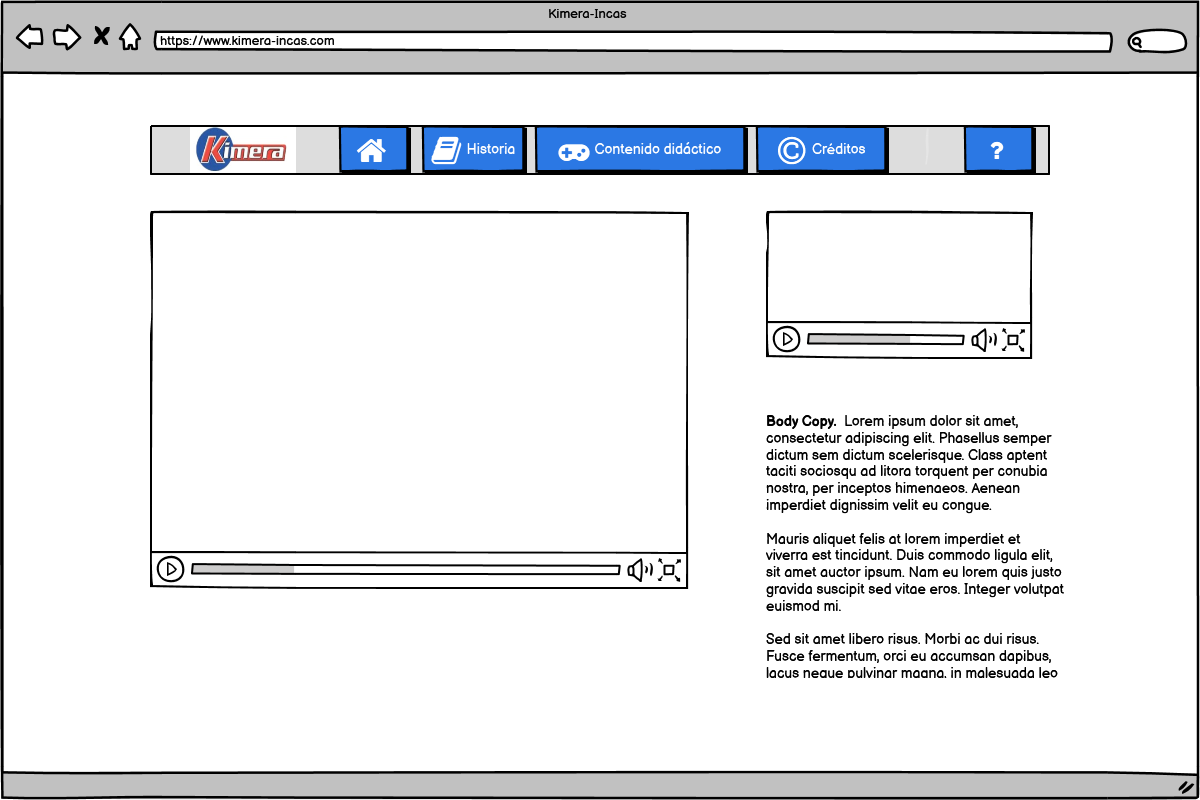 Kimera-Incas
https://www.kimera-incas.com
Kimera
Historia
Contenido didáctico
Créditos
?
Body Copy. Lorem ipsum dolor sit amet,
consectetur adipiscing elit. Phasellus semper
dictum sem dictum scelerisque. Class aptent
taciti sociosqu ad litora torquent per conubia
nostra, per inceptos himenaeos. Aenean
imperdiet dignissim velit eu congue.
Mauris aliquet felis at lorem imperdiet et
viverra est tincidunt. Duis commodo ligula elit,
sit amet auctor ipsum. Nam eu lorem quis justo
gravida suscipit sed vitae eros. Integer volutpat
euismod mi.
Sed sit amet libero risus. Morbi ac dui risus.
Fusce fermentum, orci eu accumsan dapibus,
lacus neque pulvinar magna, in malesuada leo